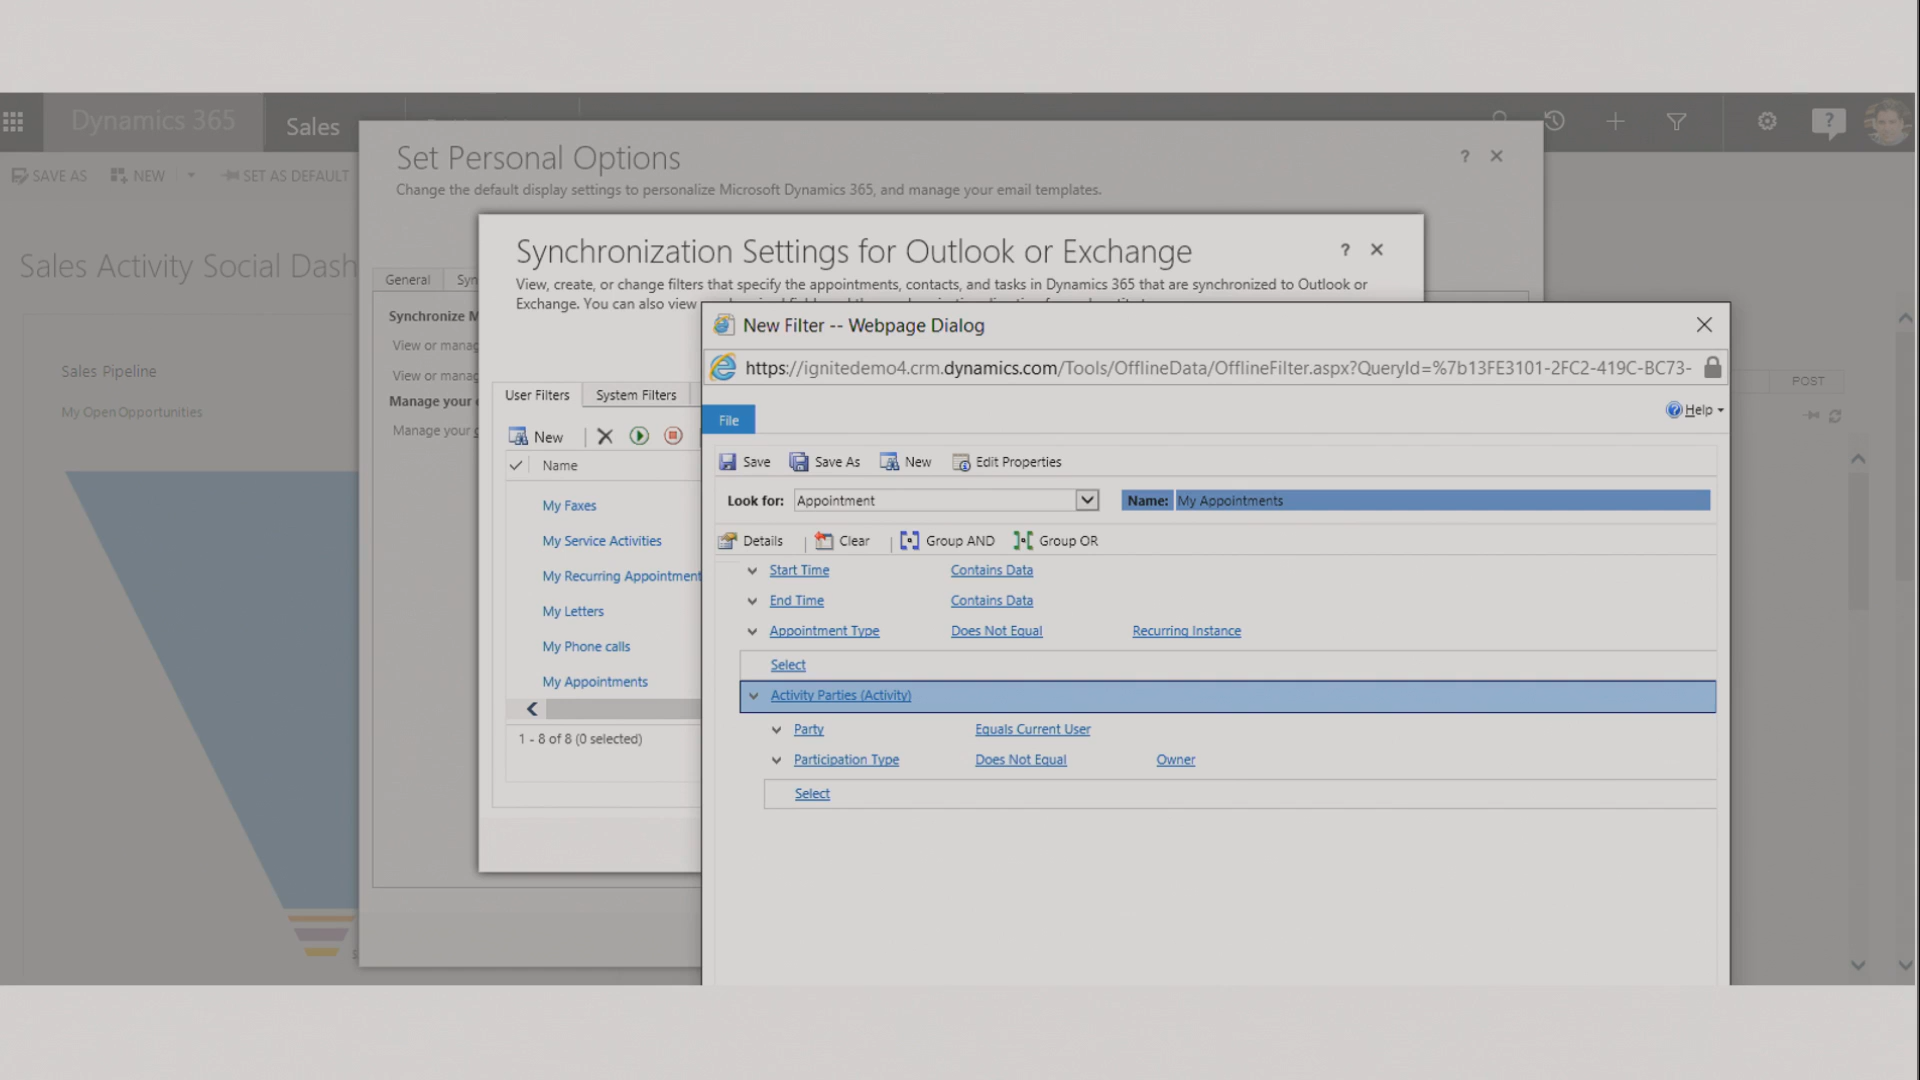 Dynamics 365
Sales
SAVE AS
NEW
SET AS DEFAULT
Set Personal Options
? 
Change the default display settings to personalize Microsoft Dynamics 365, and manage your email templates.
Sales Activity Social Dash
General
Syn
Synchronize M
View or manag
View or manag
Manage your e
Manage your g
Sales Pipeline
My Open Opportunities
POST
Synchronization Settings for Outlook or Exchange
?
View, create, or change filters that specify the appointments, contacts, and tasks in Dynamics 365 that are synchronized to Outlook or
Exchange. You can also view
User Filters
System Filters
New
Name
My Faxes
My Service Activities
My Recurring Appointment
My Letters
My Phone calls
My Appointments
1 - 8 of 8 (0 selected)
New Filter -- Webpage Dialog
https://ignitedemo4.crm.dynamics.com/Tools/OfflineData/OfflineFilter.aspx?QueryId=%7b13FE3101-2FC2-419C-BC73-
File
Help
Save
Save As
New
Edit Properties
Look for: Appointment
Name: My Appointments
Details
Clear
Group AND
Group OR
Start Time Contains Data
End Time Contains Data
Appointment Type Does Not Equal Recurring Instance
Select
Activity Parties (Activity)
Party Equals Current User
Participation Type Does Not Equal Owner
Select